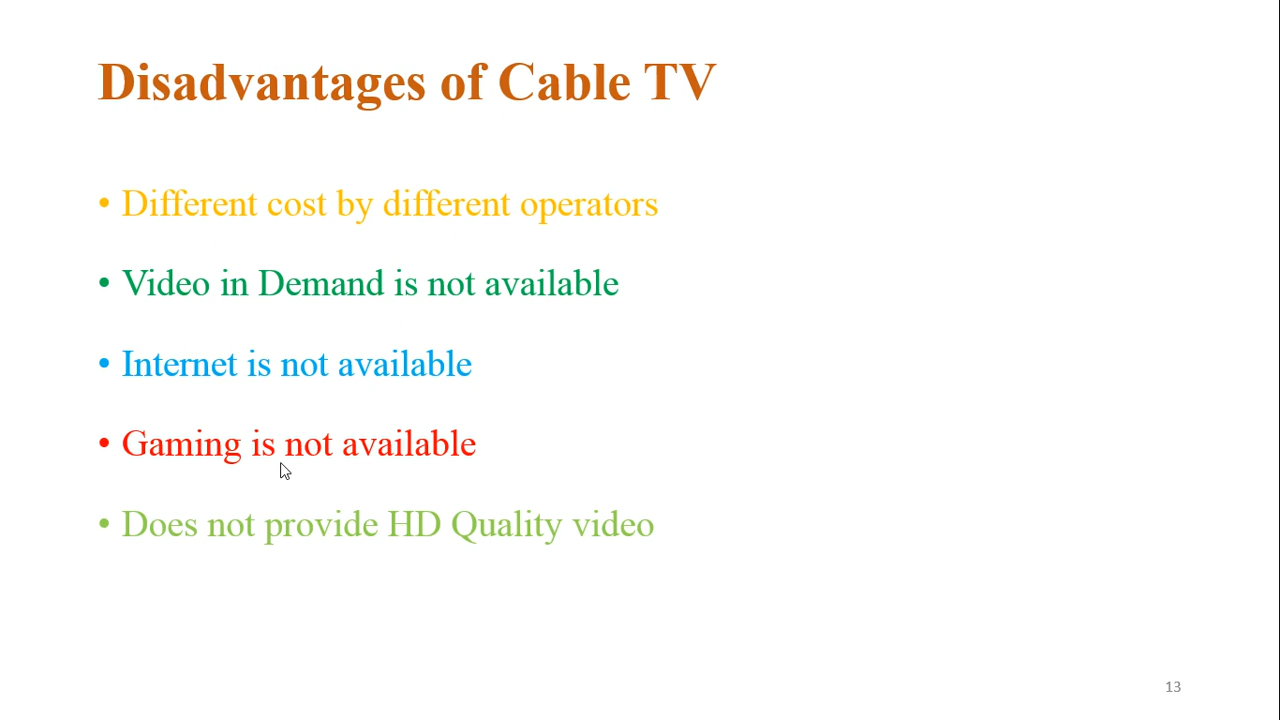 Disadvantages of Cable TV
• Different cost by different operators
• Video in Demand is not available
• Internet is not available
• Gaming is not available
• Does not provide HD Quality video
13